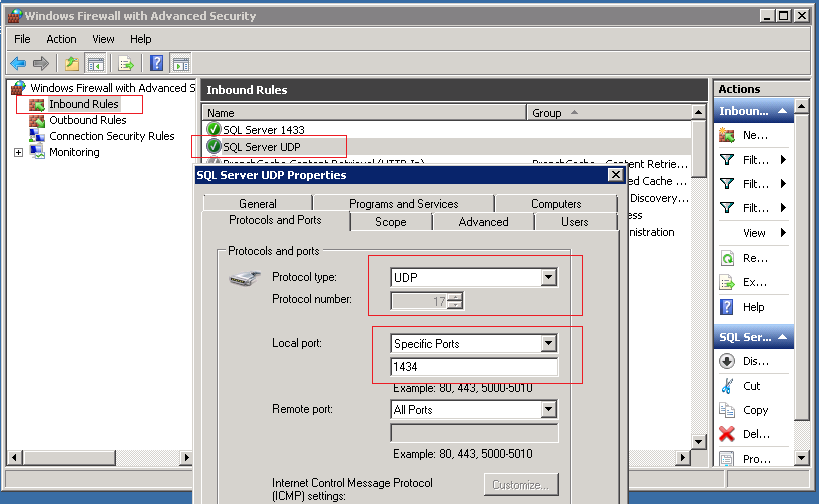 Windows Firewall with Advanced Security
File Action View Help
Windows Firewall with Advanced S
Inbound Rules
Outbound Rules
Connection Security Rules
Monitoring
Inbound Rules
Name Group
SQL Server 1433
SQL Server UDP
BranchCache Content Retrieval (HTTP-In) BranchCache - Content Retrie...
ed Cache ...
Discovery...
ess
nistration
SQL Server UDP Properties
General Programs and Services Computers
Protocols and Ports Scope Advanced Users
Protocols and ports
Protocol type: UDP
Protocol number: 17
Local port: Specific Ports
1434
Example: 80, 443, 5000-5010
Remote port: All Ports
Example: 80, 443, 5000-5010
Internet Control Message Protocol
(ICMP) settings:
Customize...
Actions
Inboun...
Ne...
Filt...
Filt...
Filt...
View
Re...
Ex...
Help
SQL Ser...
Dis...
Cut
Copy
Del...
Pro...